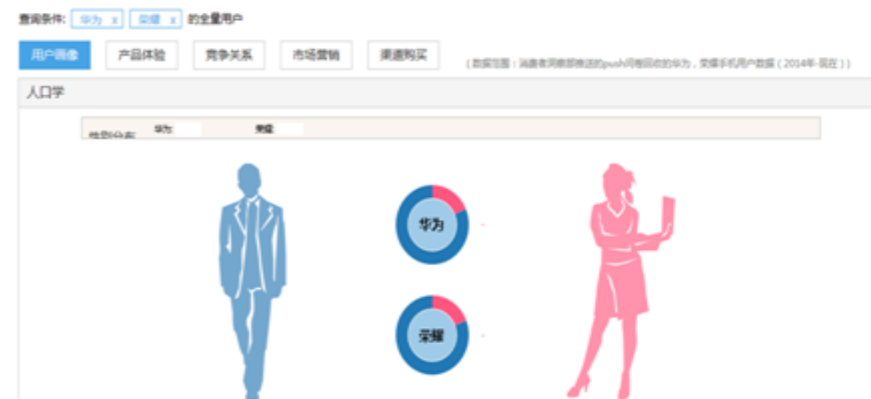 查询条件: 华为 x 荣耀 x 的全量用户
用户画像 产品体验 竞争关系 市场营销 渠道购买 （数据范围：消费者洞察部推送的push问卷回收的华为，荣耀手机用户数据（2014年-现在））
人口学
性别分布 华为 荣耀
华为
荣耀